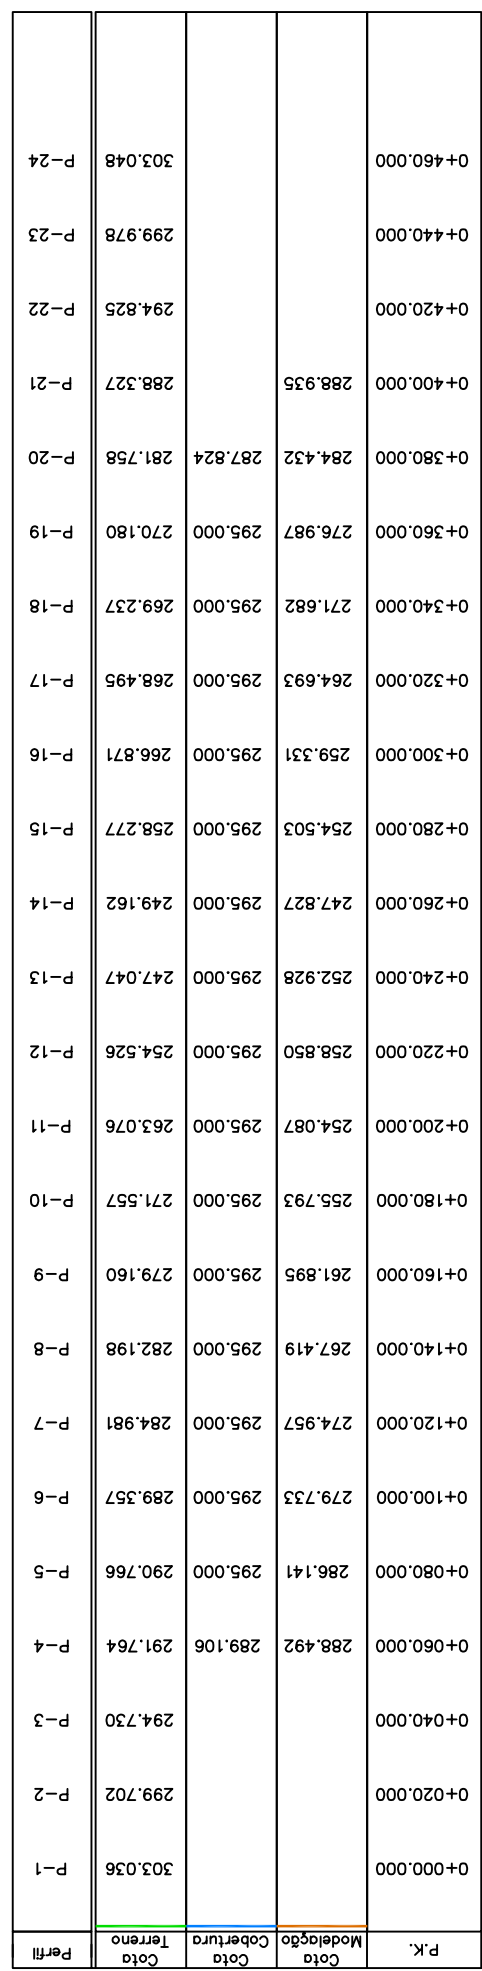 P.K. Cota Modelação Cota Cobertura Cota Terreno Perfil
0+000.000 303.036 P-1
0+020.000 299.702 P-2
0+040.000 294.730 P-3
0+060.000 288.492 289.106 291.764 P-4
0+080.000 286.141 295.000 290.766 P-5
0+100.000 279.733 295.000 289.357 P-6
0+120.000 274.957 295.000 284.981 P-7
0+140.000 267.419 295.000 282.198 P-8
0+160.000 261.895 295.000 279.160 P-9
0+180.000 255.793 295.000 271.557 P-10
0+200.000 254.087 295.000 263.076 P-11
0+220.000 258.850 295.000 254.526 P-12
0+240.000 252.928 295.000 247.047 P-13
0+260.000 247.827 295.000 249.162 P-14
0+280.000 254.503 295.000 258.277 P-15
0+300.000 259.331 295.000 266.871 P-16
0+320.000 264.693 295.000 268.495 P-17
0+340.000 271.682 295.000 269.237 P-18
0+360.000 276.987 295.000 270.180 P-19
0+380.000 284.432 287.824 281.758 P-20
0+400.000 288.935 288.327 P-21
0+420.000 294.825 P-22
0+440.000 299.978 P-23
0+460.000 303.048 P-24